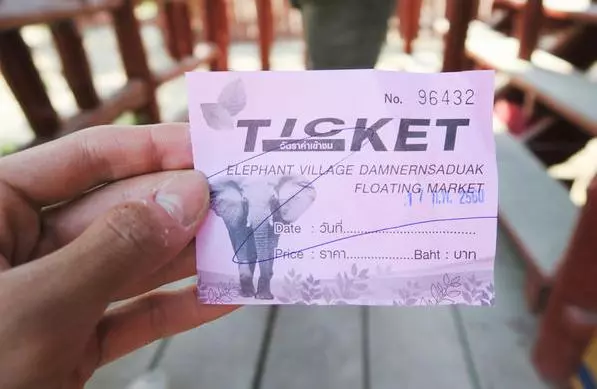 No. 96432
TICKET
บัตรค่าเข้าชม
ELEPHANT VILLAGE DAMNERNSADUAK
FLOATING MARKET
2560
Date : วันที่........................
Price : ราคา....................Baht : บาท